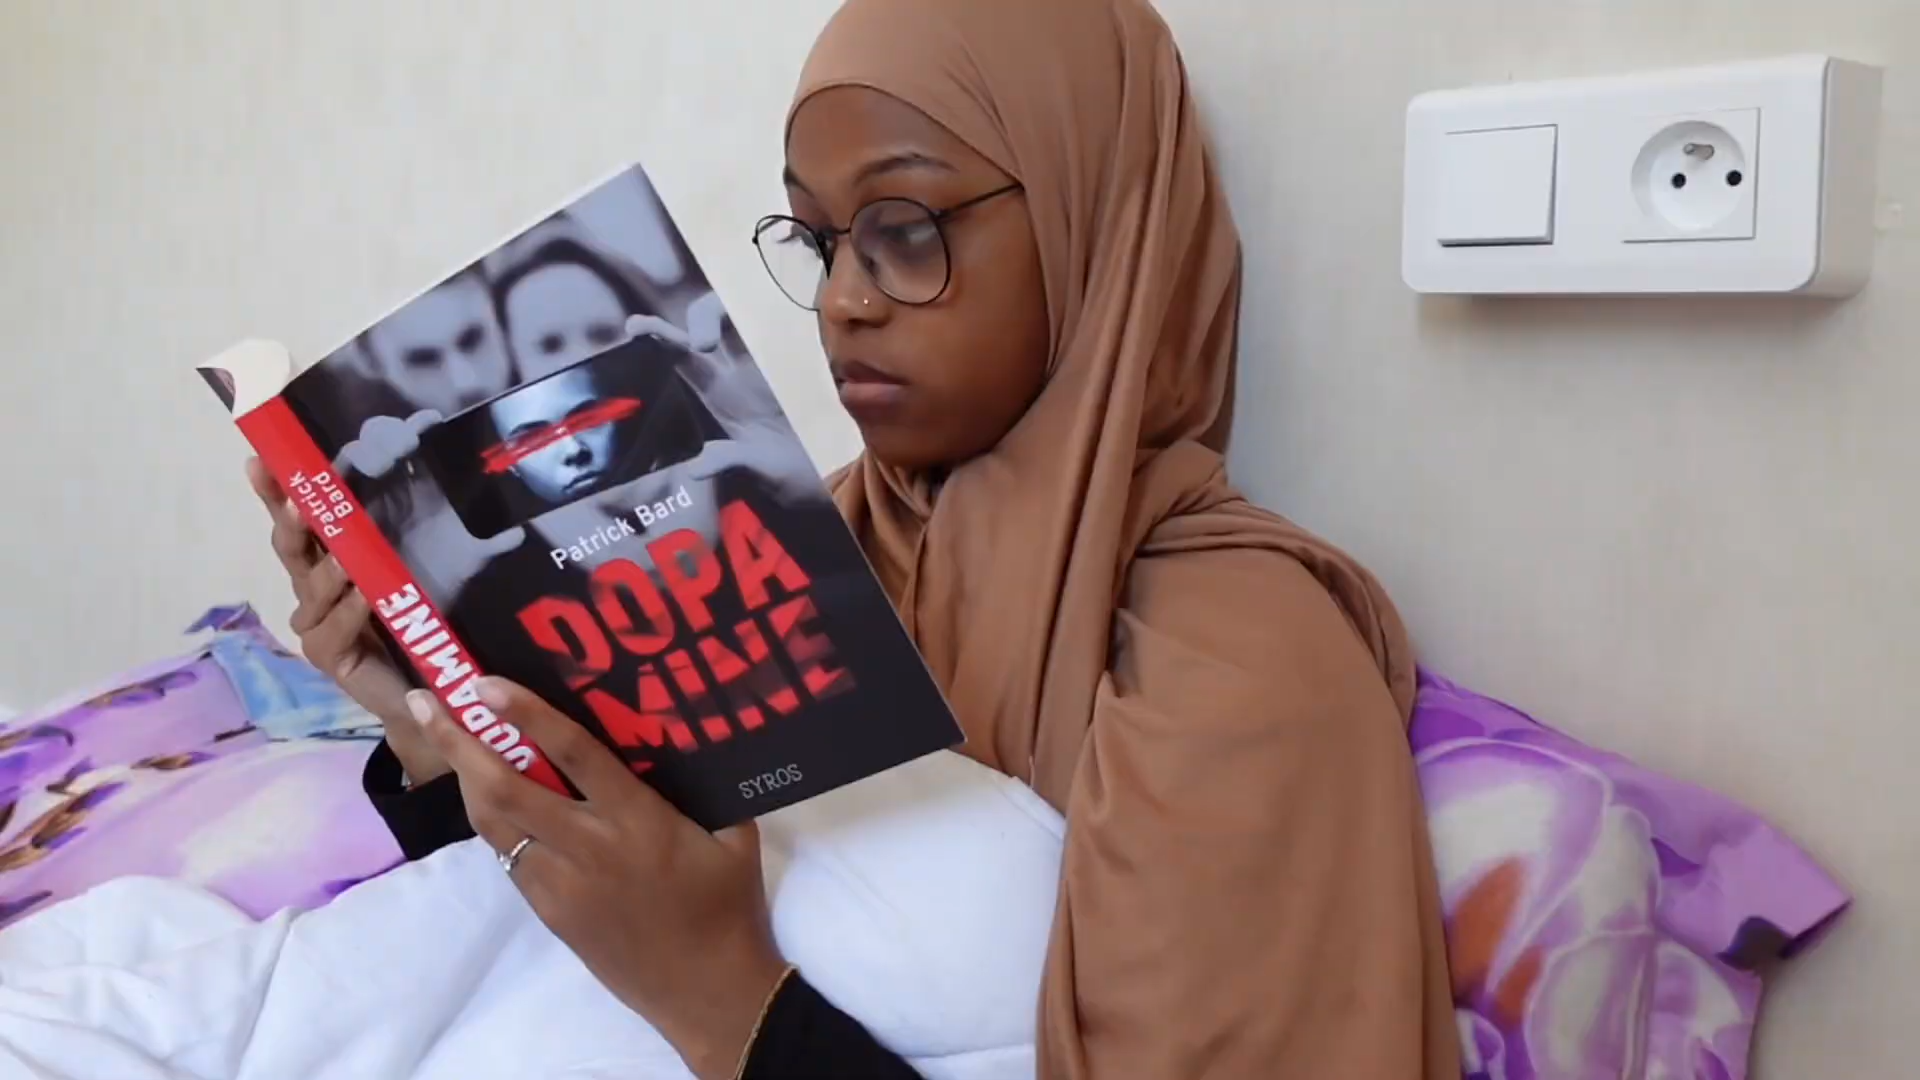 Patrick
Bard
DOPAMINE
Patrick Bard
DOPA
MINE
SYROS